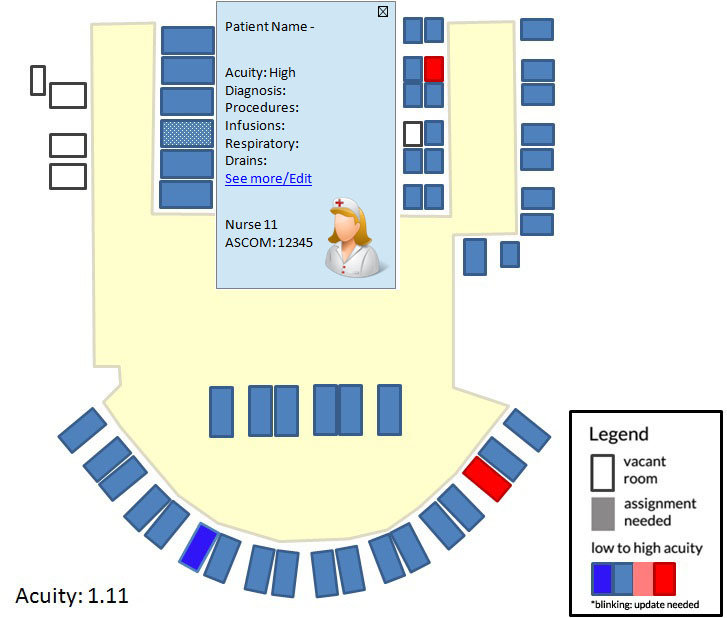 Patient Name -
Acuity: High
Diagnosis:
Procedures:
Infusions:
Respiratory:
Drains:
See more/Edit
Nurse 11
ASCOM: 12345
Legend
vacant
room
assignment
needed
low to high acuity
*blinking: update needed
Acuity: 1.11